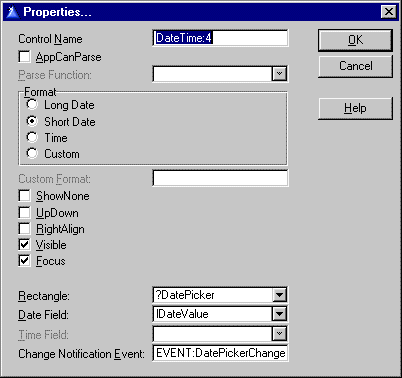 Properties...
Control Name DateTime:4
OK
AppCanParse
Cancel
Parse Function:
Format
Long Date
Help
Short Date
Time
Custom
Custom Format:
ShowNone
UpDown
RightAlign
Visible
Focus
Rectangle: ?DatePicker
Date Field: lDateValue
Time Field:
Change Notification Event: EVENT:DatePickerChange